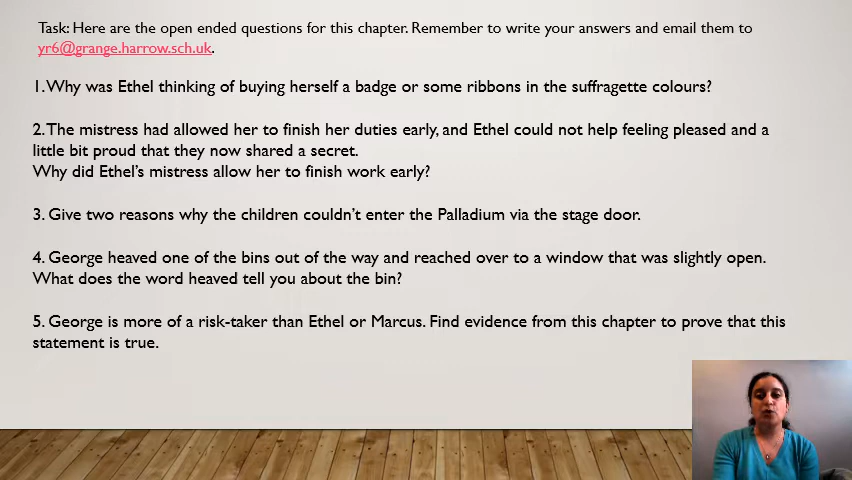 Task: Here are the open ended questions for this chapter. Remember to write your answers and email them to
yr6@grange.harrow.sch.uk.
1. Why was Ethel thinking of buying herself a badge or some ribbons in the suffragette colours?
2. The mistress had allowed her to finish her duties early, and Ethel could not help feeling pleased and a
little bit proud that they now shared a secret.
Why did Ethel's mistress allow her to finish work early?
3. Give two reasons why the children couldn't enter the Palladium via the stage door.
4. George heaved one of the bins out of the way and reached over to a window that was slightly open.
What does the word heaved tell you about the bin?
5. George is more of a risk-taker than Ethel or Marcus. Find evidence from this chapter to prove that this
statement is true.